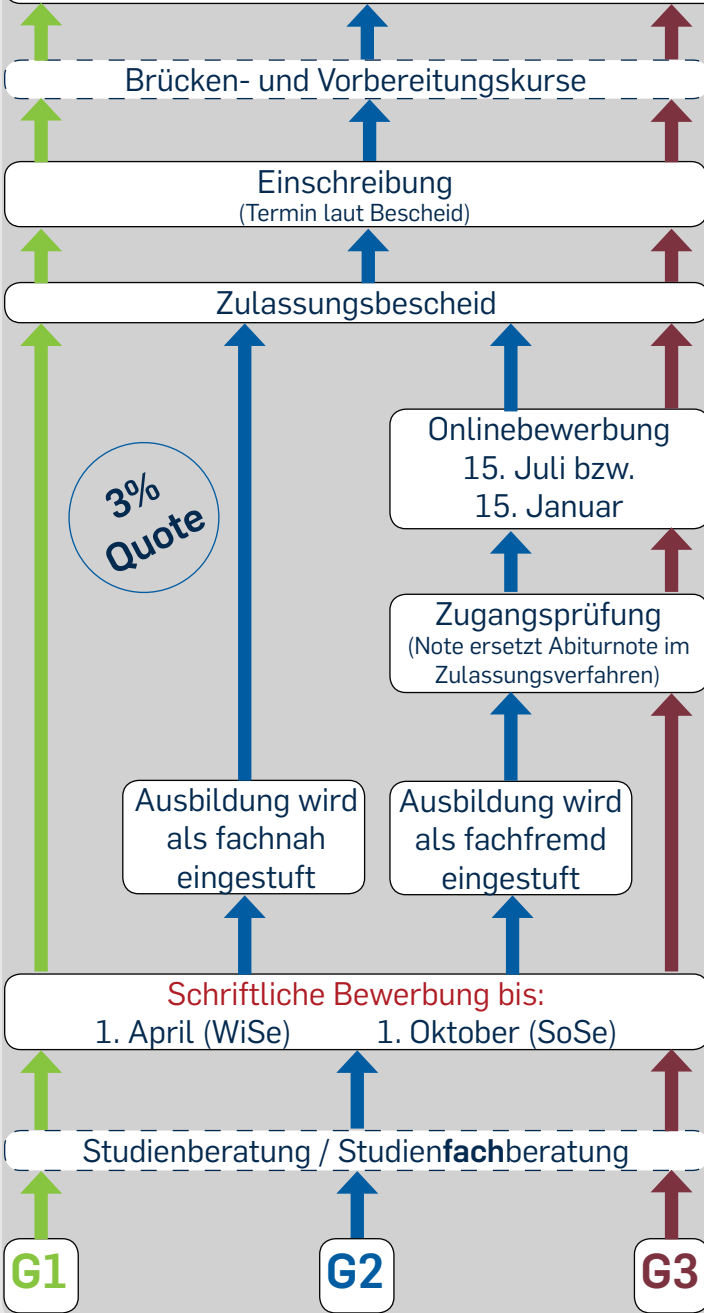 Brücken- und Vorbereitungskurse
Einschreibung
(Termin laut Bescheid)
Zulassungsbescheid
Onlinebewerbung
15. Juli bzw.
15. Januar
3%
Quote
Zugangsprüfung
(Note ersetzt Abiturnote im
Zulassungsverfahren)
Ausbildung wird
als fachnah
eingestuft
Ausbildung wird
als fachfremd
eingestuft
Schriftliche Bewerbung bis:
1. April (WiSe) 1. Oktober (SoSe)
Studienberatung / Studienfachberatung
G1 G2 G3